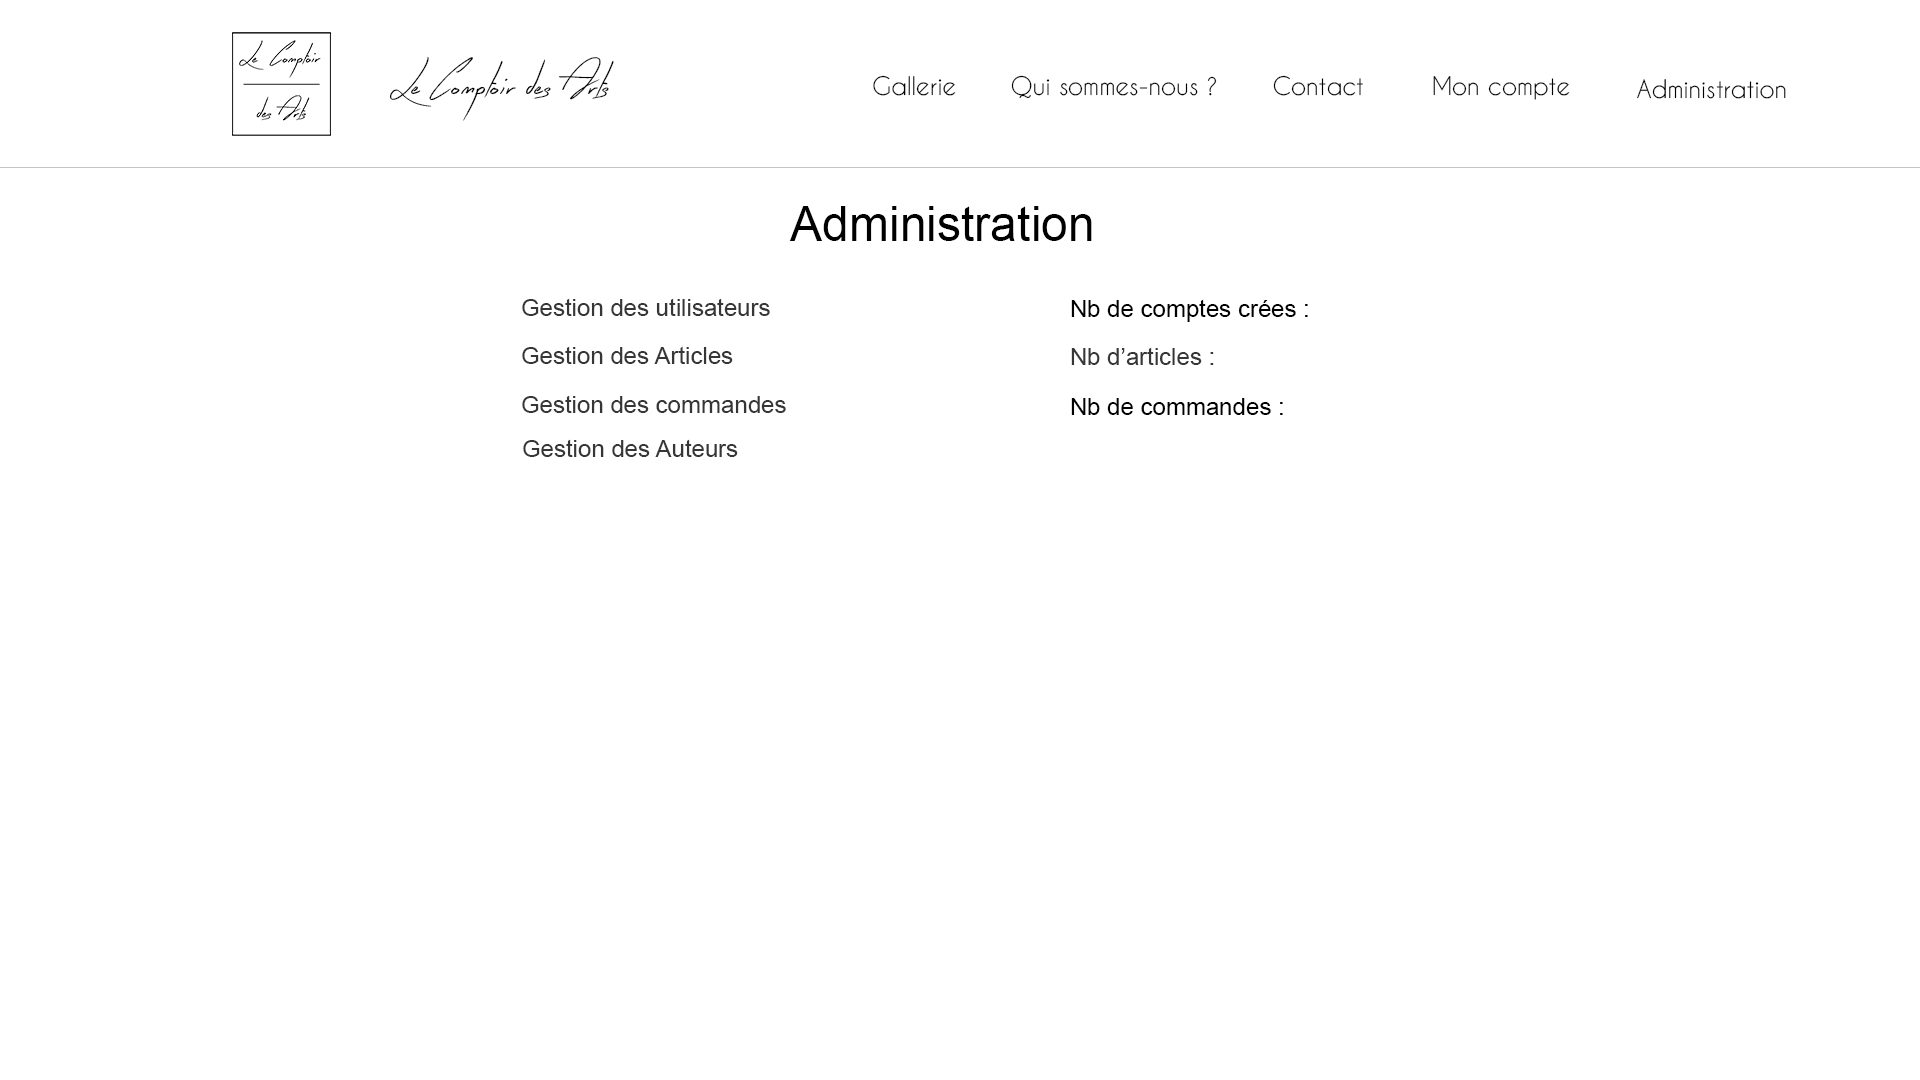 Le Comptoir
des Arts
Le Comptoir des Arts
Gallerie
Qui sommes-nous ?
Contact
Mon compte
Administration
Administration
Gestion des utilisateurs
Gestion des Articles
Gestion des commandes
Gestion des Auteurs
Nb de comptes crées :
Nb d’articles :
Nb de commandes :